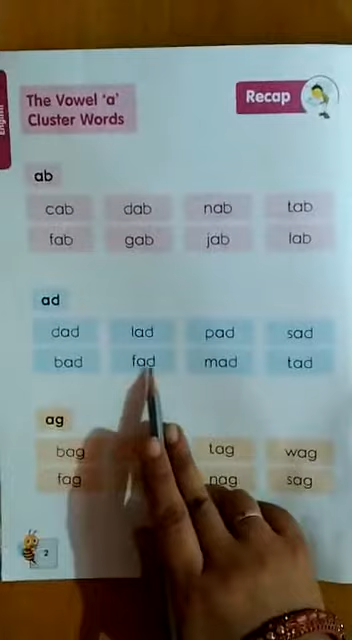 English
The Vowel 'a'
Cluster Words
Recap
ab
cab dab nab tab
fab gab jab lab
ad
dad lad pad sad
bad fad mad tad
ag
bag tag wag
fag nag sag
2